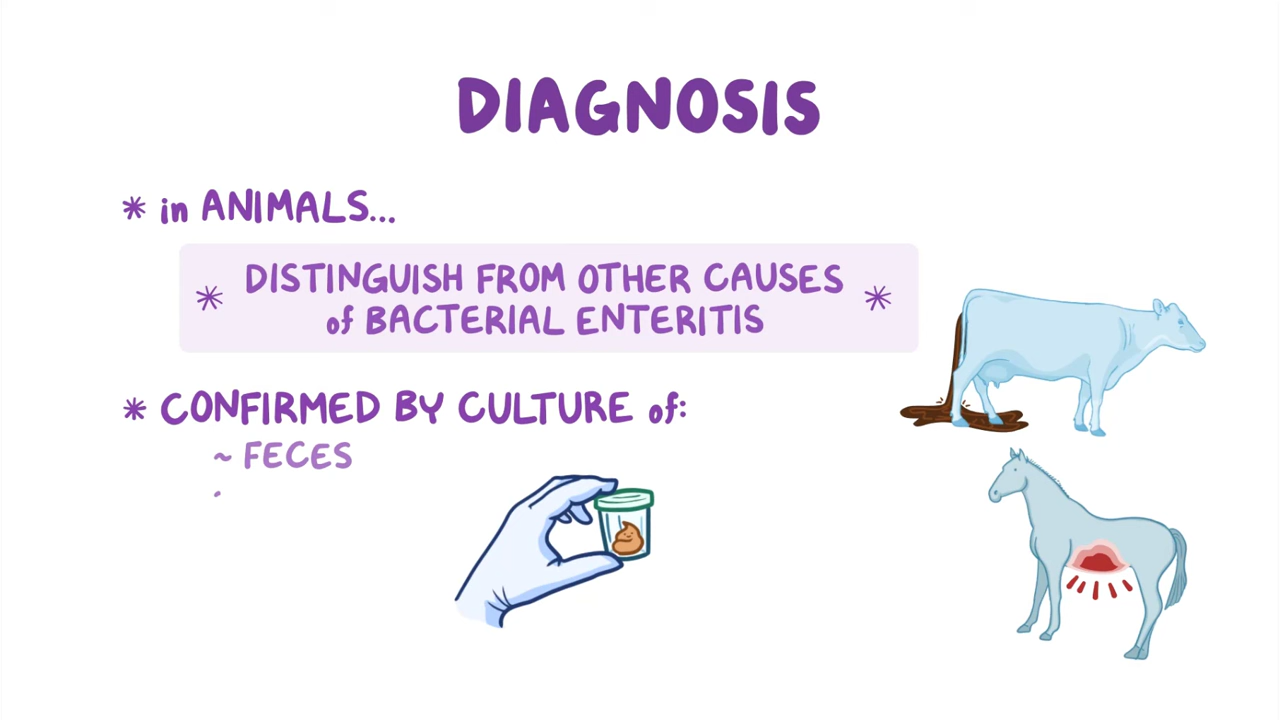 DIAGNOSIS
* in ANIMALS...
* DISTINGUISH FROM OTHER CAUSES *
of BACTERIAL ENTERITIS
* CONFIRMED BY CULTURE of:
~ FECES